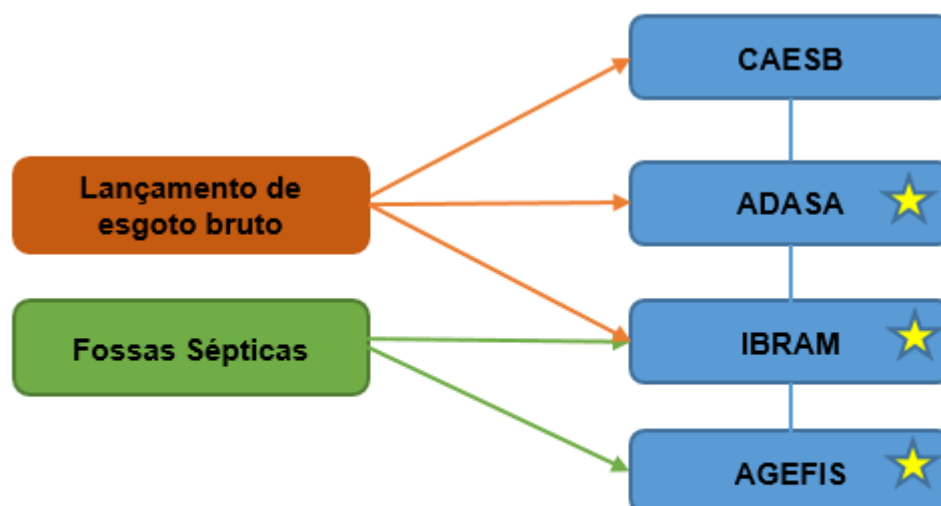 Lançamento de
esgoto bruto
Fossas Sépticas
CAESB
ADASA
IBRAM
AGEFIS